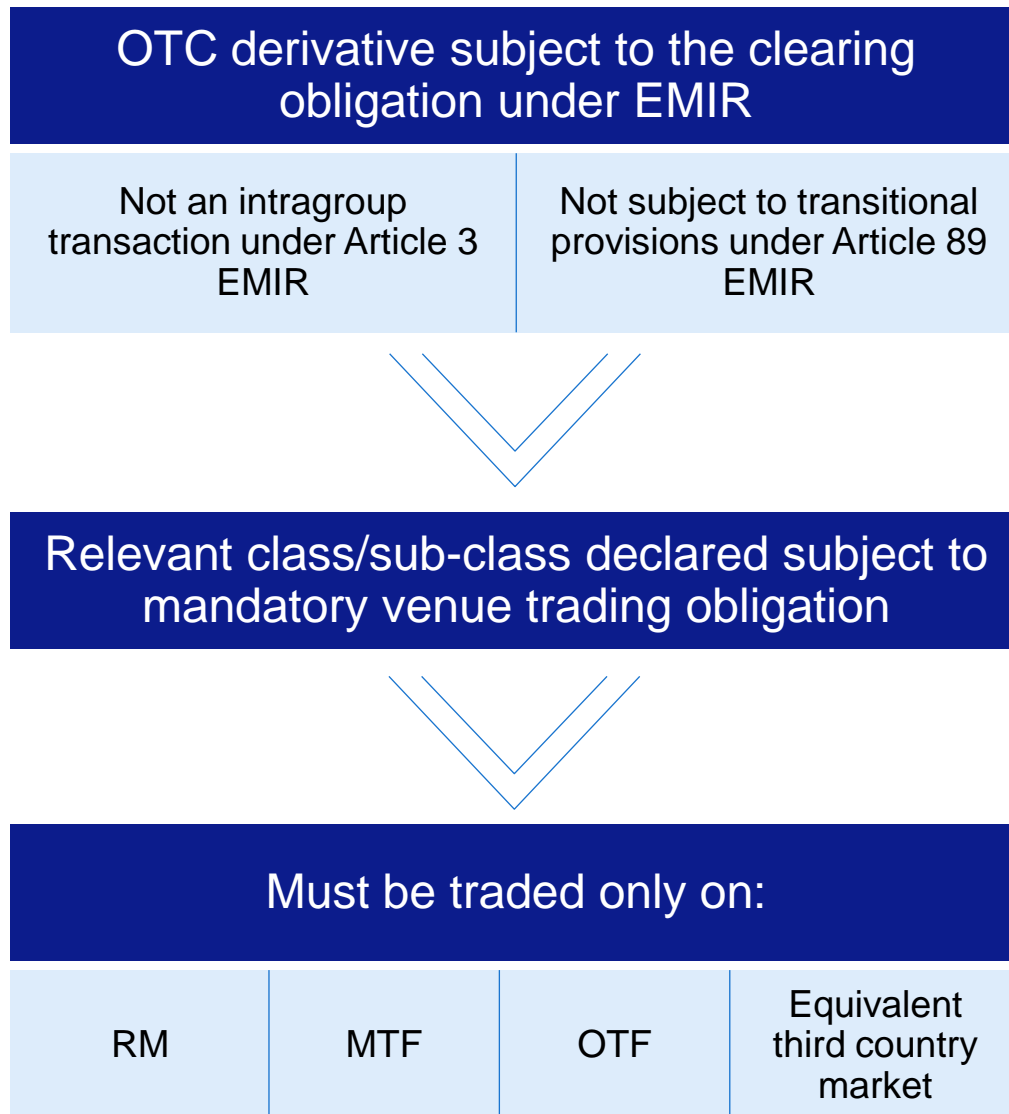 OTC derivative subject to the clearing
obligation under EMIR
Not an intragroup
transaction under Article 3
EMIR
Not subject to transitional
provisions under Article 89
EMIR
Relevant class/sub-class declared subject to
mandatory venue trading obligation
Must be traded only on:
RM
MTF
OTF
Equivalent
third country
market